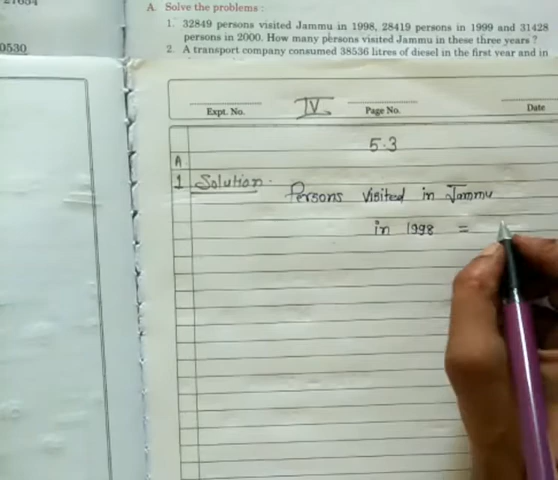 A. Solve the problems :
1. 32849 persons visited Jammu in 1998, 28419 persons in 1999 and 31428
persons in 2000. How many persons visited Jammu in these three years ?
2. A transport company consumed 38536 litres of diesel in the first year and in
0530
Expt. No. IV Page No. Date
5.3
A
1 Solution. Persons visited in Jammu
in 1998 =